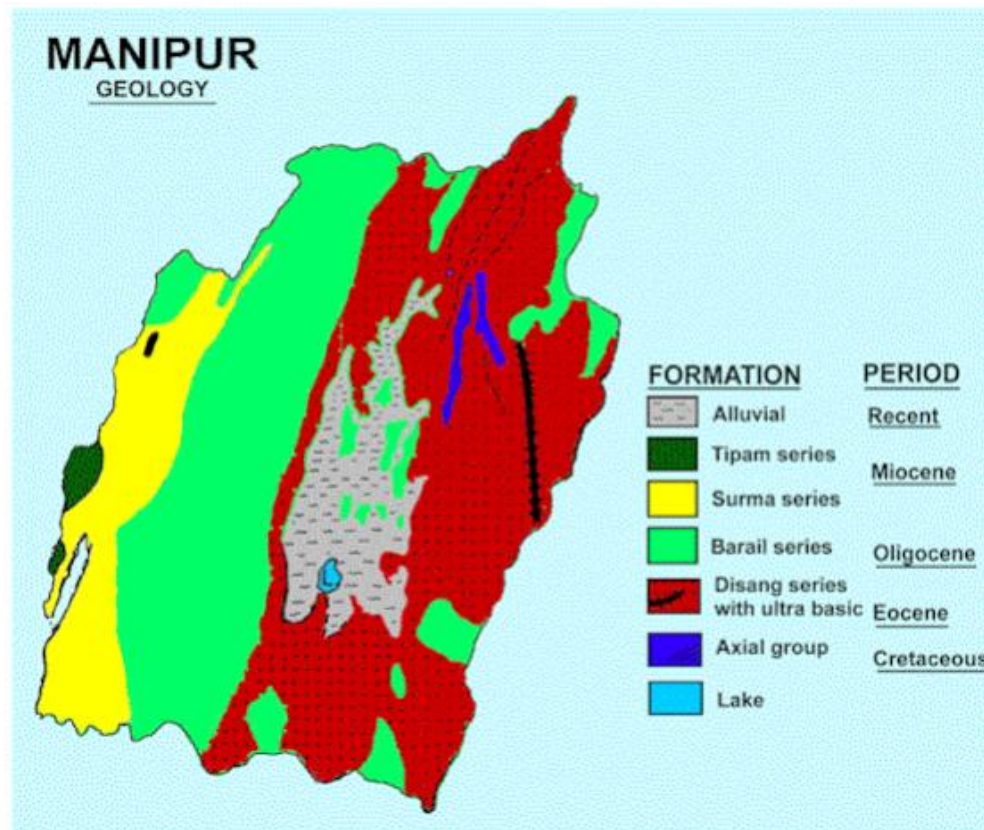 MANIPUR
GEOLOGY
FORMATION PERIOD
Alluvial Recent
Tipam series
Miocene
Surma series
Barail series Oligocene
Disang series
with ultra basic Eocene
Axial group Cretaceous
Lake